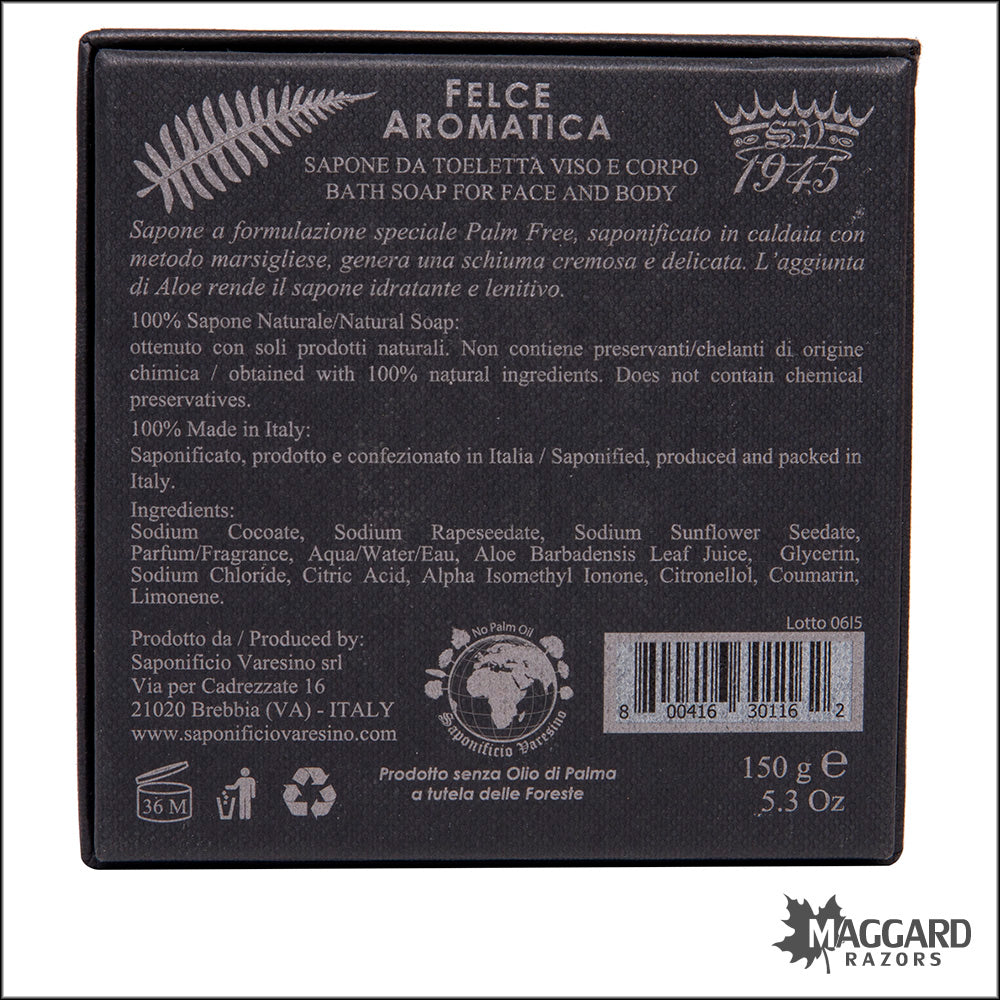 FELCE
AROMATICA
SAPONE DA TOELETTA VISO E CORPO
BATH SOAP FOR FACE AND BODY
SV
1945
Sapone a formulazione speciale Palm Free, saponificato in caldaia con
metodo marsigliese, genera una schiuma cremosa e delicata. L'aggiunta
di Aloe rende il sapone idratante e lenitivo.
100% Sapone Naturale/Natural Soap:
ottenuto con soli prodotti naturali. Non contiene preservanti/chelanti di origine
chimica / obtained with 100% natural ingredients. Does not contain chemical
preservatives.
100% Made in Italy:
Saponificato, prodotto e confezionato in Italia / Saponified, produced and packed in
Italy.
Ingredients:
Sodium Cocoate, Sodium Rapeseedate, Sodium Sunflower Seedate,
Parfum/Fragrance, Aqua/Water/Eau, Aloe Barbadensis Leaf Juice, Glycerin,
Sodium Chloride, Citric Acid, Alpha Isomethyl Ionone, Citronellol, Coumarin,
Limonene.
Prodotto da / Produced by:
Saponificio Varesino srl
Via per Cadrezzate 16
21020 Brebbia (VA) - ITALY
www.saponificiovaresino.com
No Palm Oil
Saponificio Varesino
Prodotto senza Olio di Palma
a tutela delle Foreste
Lotto 06I5
8 00416 30116 2
36 M
150 g e
5.3 Oz
MAGGARD
RAZORS